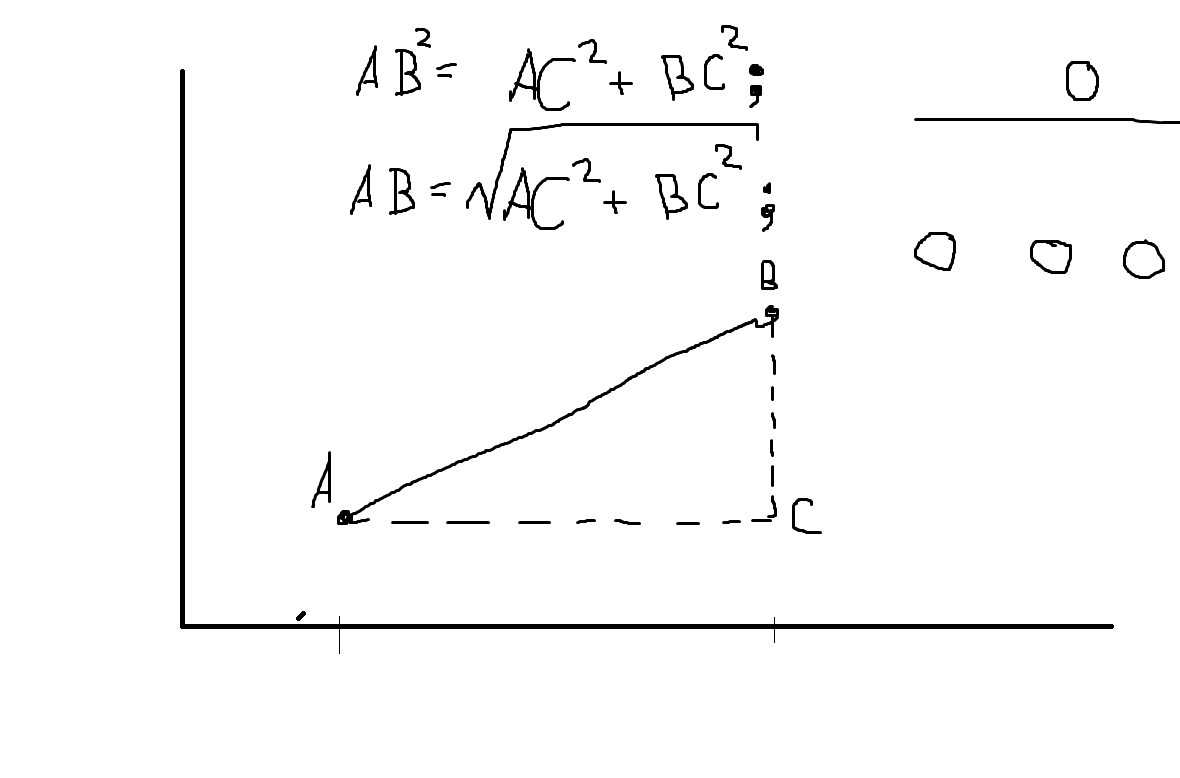 AB² = AC² + BC²;
AB = √AC² + BC²;
B
A
C